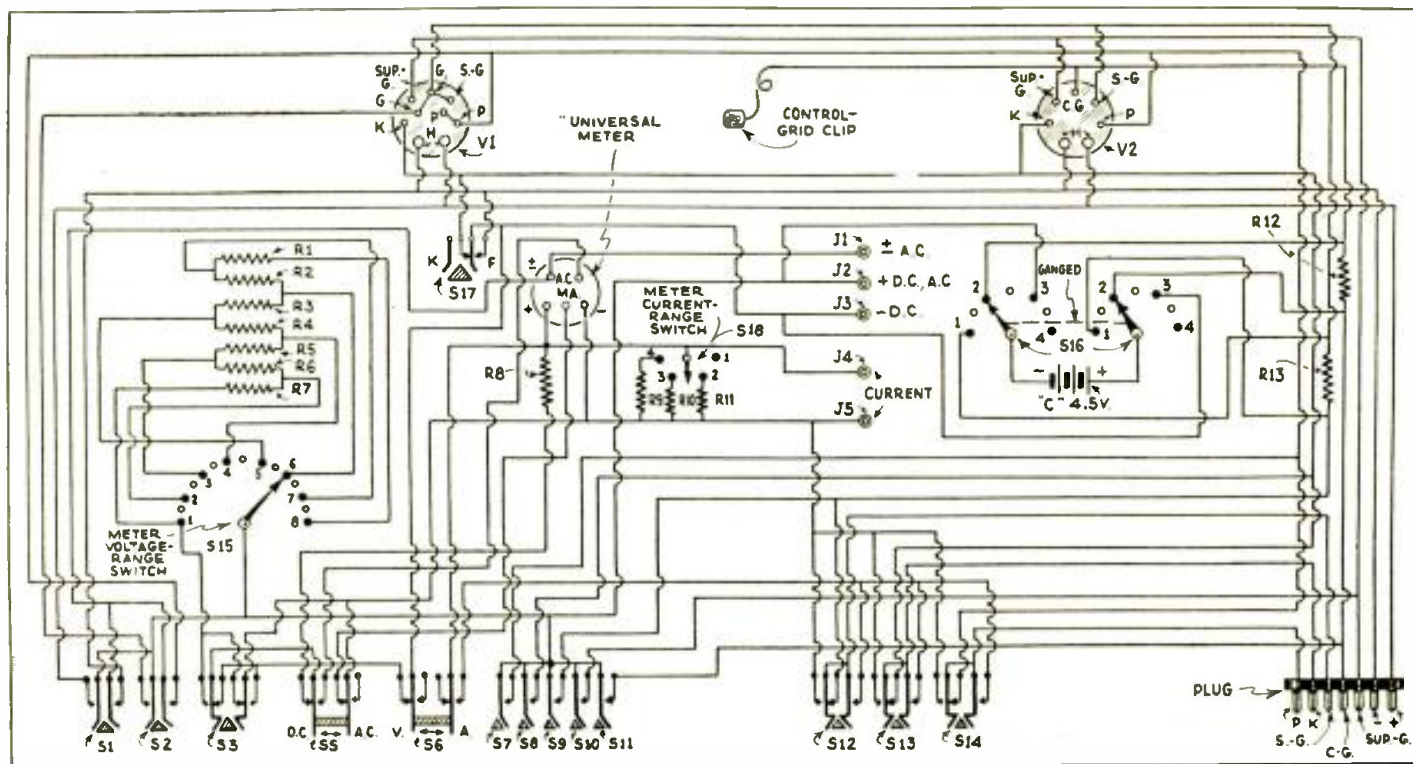 SUP.-G.
G
S.-G
G
P
P
K
H
V1
"UNIVERSAL METER
CONTROL-GRID CLIP
SUP-G
CG
S-G
K
P
H
V2
R12
R1
R2
R3
R4
R5
R6
R7
K
F
S17
±
A.C.
MA.
+
-
METER CURRENT-RANGE SWITCH
S18
4
3
2
1
R8
R9
R10
R11
J1
± A.C.
J2
+ D.C., A.C
J3
- D.C.
J4
CURRENT
J5
GANGED
2
3
1
4
2
3
1
4
S16
-
+
"C" 4.5V.
R13
1
2
3
4
5
6
7
8
METER VOLTAGE-RANGE SWITCH
S15
S1
S2
S3
D.C
S5
A.C.
V.
S6
A.
S7
S8
S9
S10
S11
S12
S13
S14
PLUG
P
K
S.-G.
C-G.
SUP.-G.
-
+